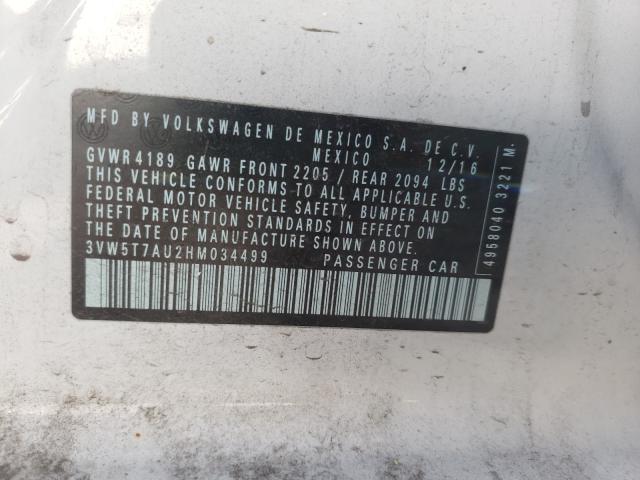 MFD BY VOLKSWAGEN DE MEXICO S.A. DE C.V.
MEXICO 12/16
GVWR 4189 GAWR FRONT 2205 / REAR 2094 LBS
THIS VEHICLE CONFORMS TO ALL APPLICABLE U.S.
FEDERAL MOTOR VEHICLE SAFETY, BUMPER AND
THEFT PREVENTION STANDARDS IN EFFECT ON
THE DATE OF MANUFACTURE SHOWN ABOVE.
3VW5T7AU2HM034499 PASSENGER CAR
4958040 3221 M.